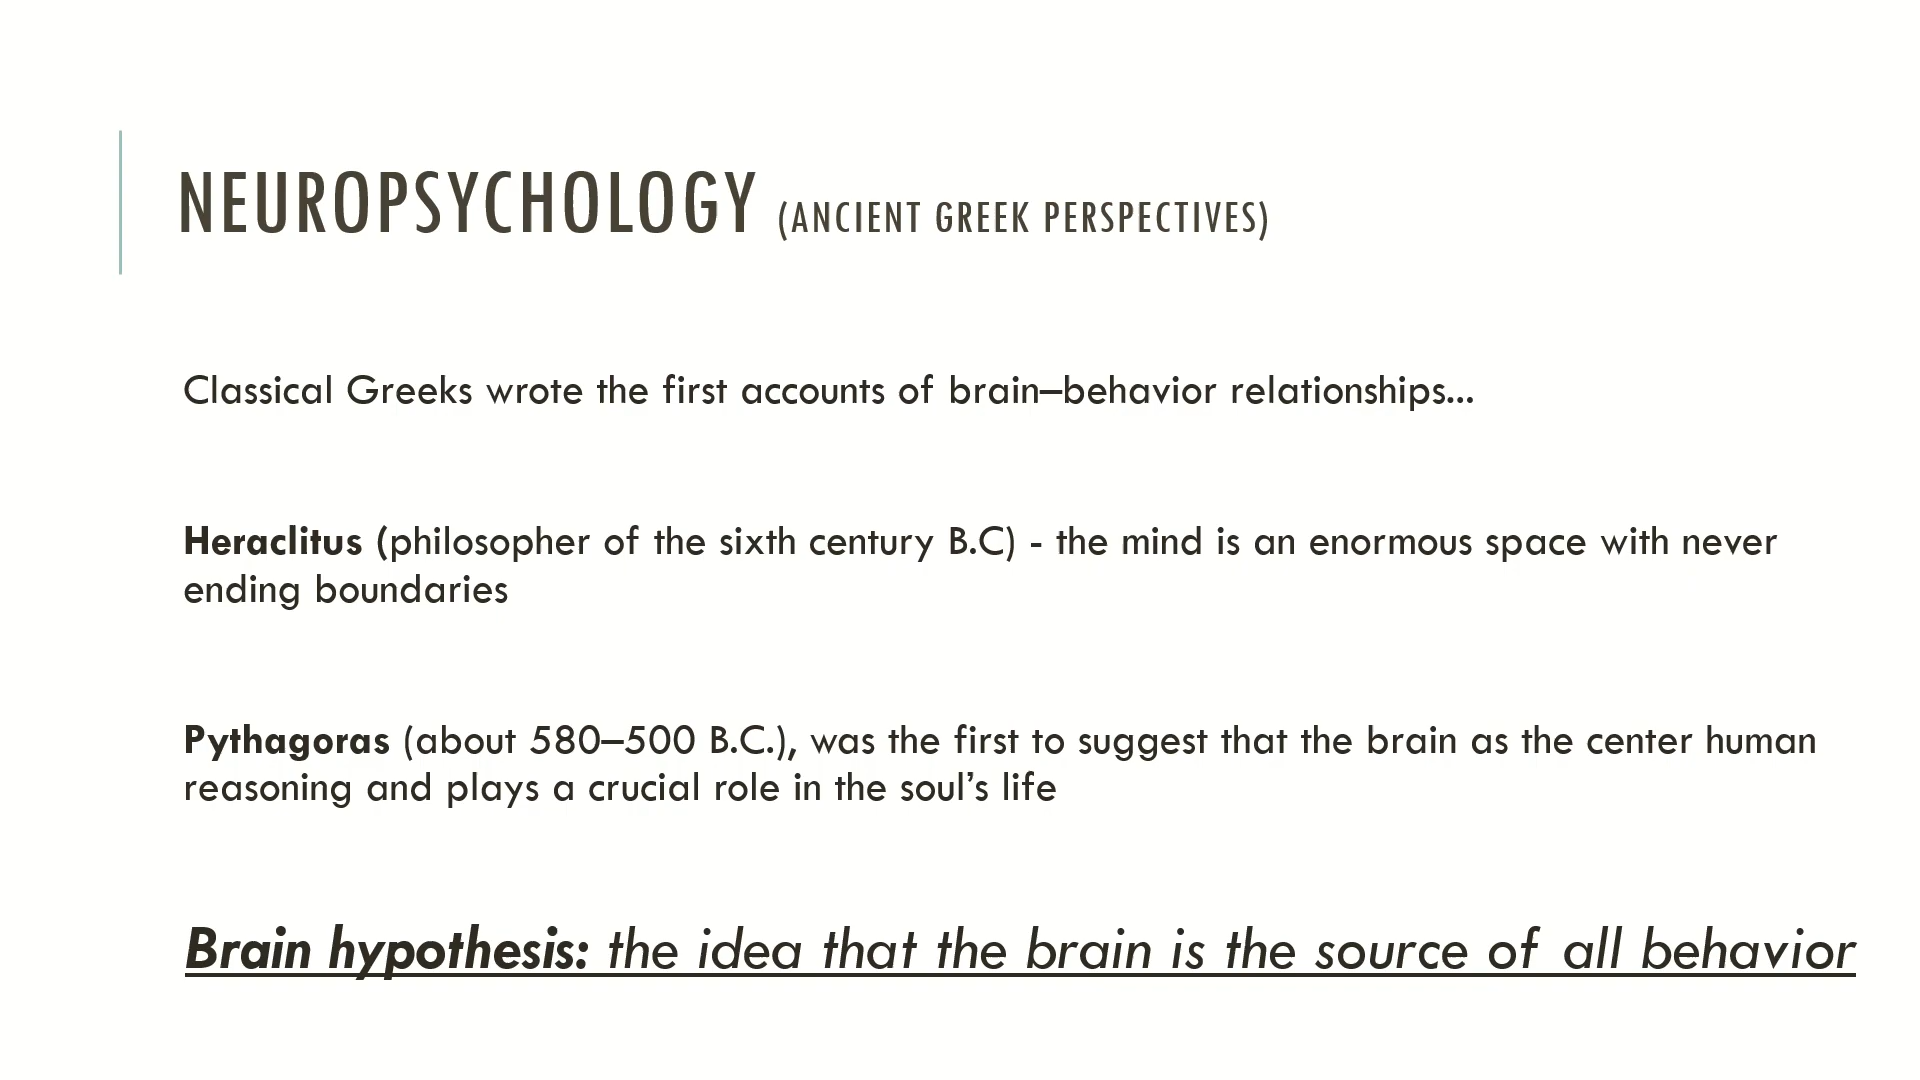 NEUROPSYCHOLOGY (ANCIENT GREEK PERSPECTIVES)
Classical Greeks wrote the first accounts of brain–behavior relationships...
Heraclitus (philosopher of the sixth century B.C) - the mind is an enormous space with never
ending boundaries
Pythagoras (about 580–500 B.C.), was the first to suggest that the brain as the center human
reasoning and plays a crucial role in the soul’s life
Brain hypothesis: the idea that the brain is the source of all behavior